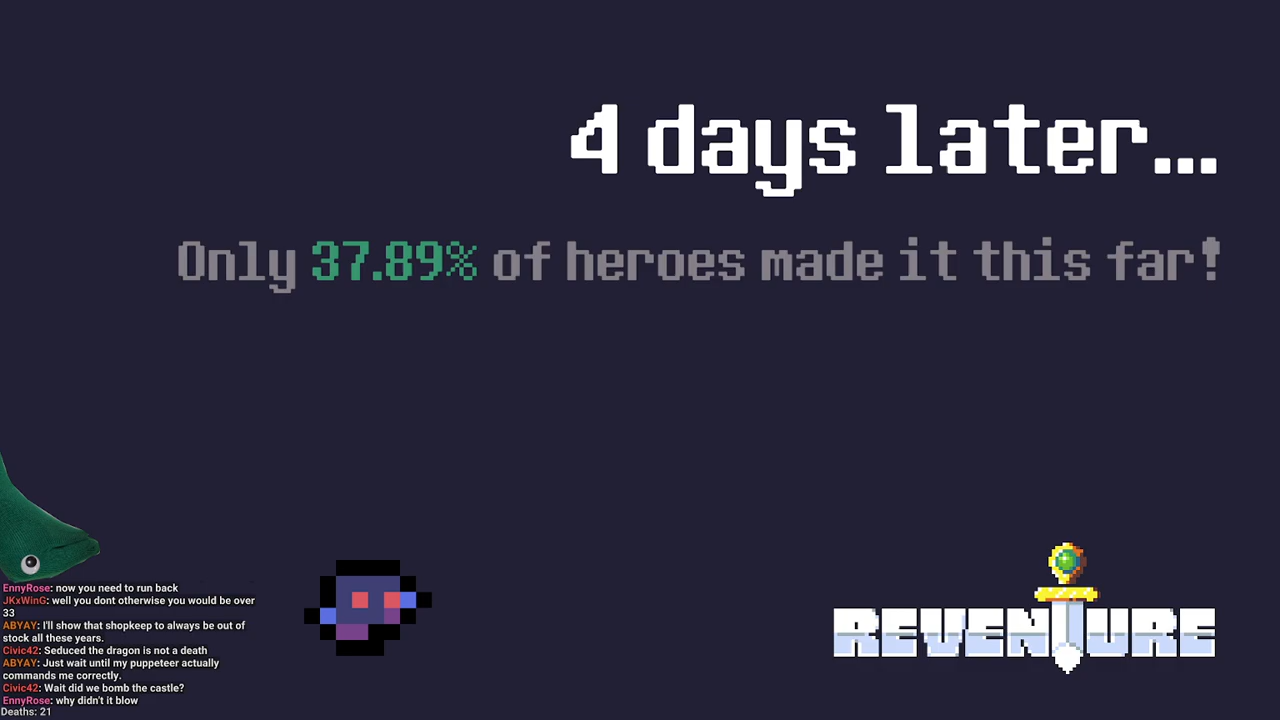 4 days later...
Only 37.89% of heroes made it this far!
EnnyRose: now you need to run back
JKxWinG: well you dont otherwise you would be over
33
ABYAY: I'll show that shopkeep to always be out of
stock all these years.
Civic42: Seduced the dragon is not a death
ABYAY: Just wait until my puppeteer actually
commands me correctly.
Civic42: Wait did we bomb the castle?
EnnyRose: why didn't it blow
Deaths: 21
REVENTURE